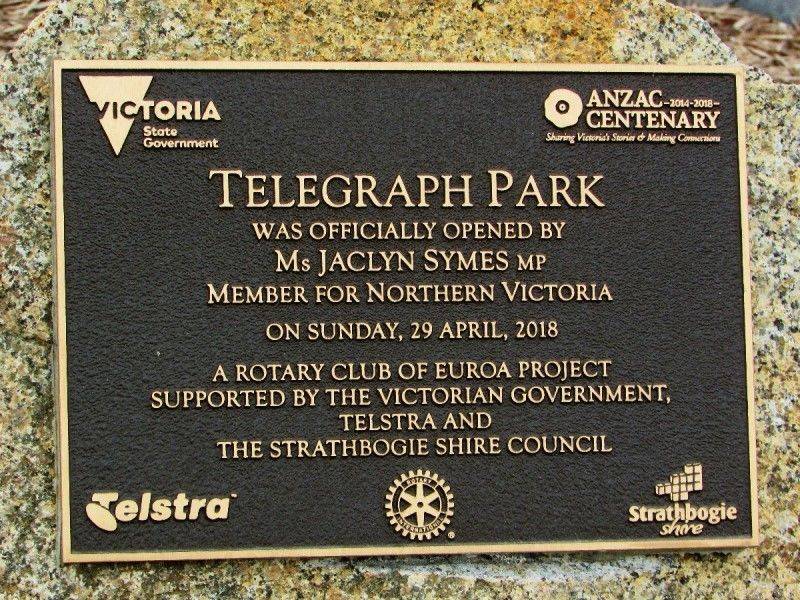 VICTORIA
State
Government
ANZAC -2014-2018-
CENTENARY
Sharing Victoria's Stories & Making Connections
TELEGRAPH PARK
WAS OFFICIALLY OPENED BY
MS JACLYN SYMES MP
MEMBER FOR NORTHERN VICTORIA
ON SUNDAY, 29 APRIL, 2018
A ROTARY CLUB OF EUROA PROJECT
SUPPORTED BY THE VICTORIAN GOVERNMENT,
TELSTRA AND
THE STRATHBOGIE SHIRE COUNCIL
Telstra™
ROTARY
INTERNATIONAL
®
Strathbogie
shire